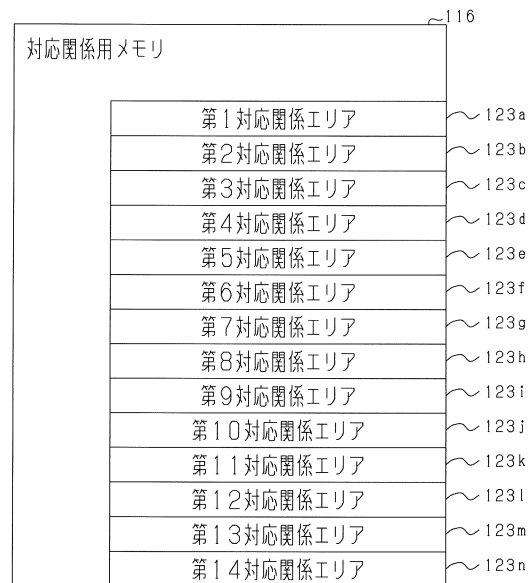 116
対応関係用メモリ
第1対応関係エリア 123a
第2対応関係エリア 123b
第3対応関係エリア 123c
第4対応関係エリア 123d
第5対応関係エリア 123e
第6対応関係エリア 123f
第7対応関係エリア 123g
第8対応関係エリア 123h
第9対応関係エリア 123i
第10対応関係エリア 123j
第11対応関係エリア 123k
第12対応関係エリア 123l
第13対応関係エリア 123m
第14対応関係エリア 123n